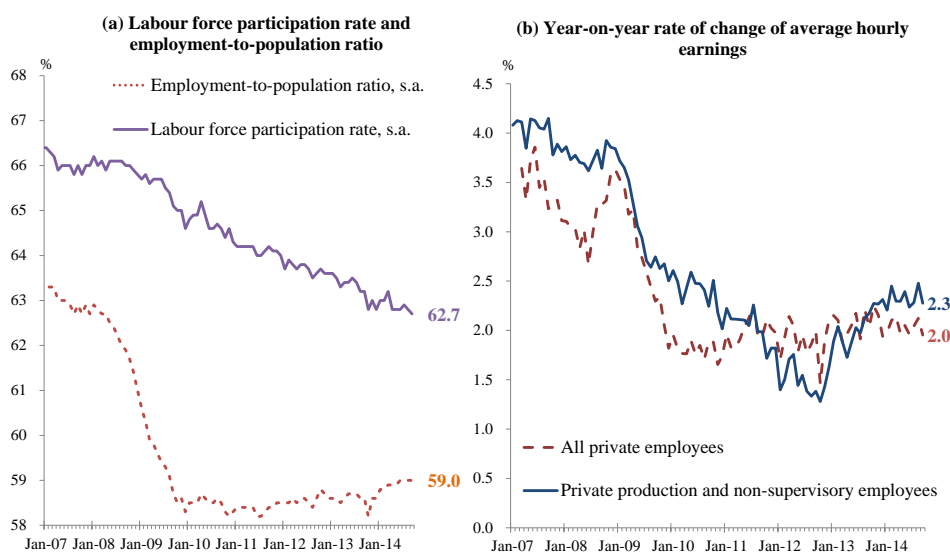 (a) Labour force participation rate and
employment-to-population ratio
%
68
67
66
65
64
63
62
61
60
59
58
Employment-to-population ratio, s.a.
Labour force participation rate, s.a.
62.7
59.0
Jan-07 Jan-08 Jan-09 Jan-10 Jan-11 Jan-12 Jan-13 Jan-14
(b) Year-on-year rate of change of average hourly
earnings
%
4.5
4.0
3.5
3.0
2.5
2.0
1.5
1.0
0.5
0.0
2.3
2.0
All private employees
Private production and non-supervisory employees
Jan-07 Jan-08 Jan-09 Jan-10 Jan-11 Jan-12 Jan-13 Jan-14